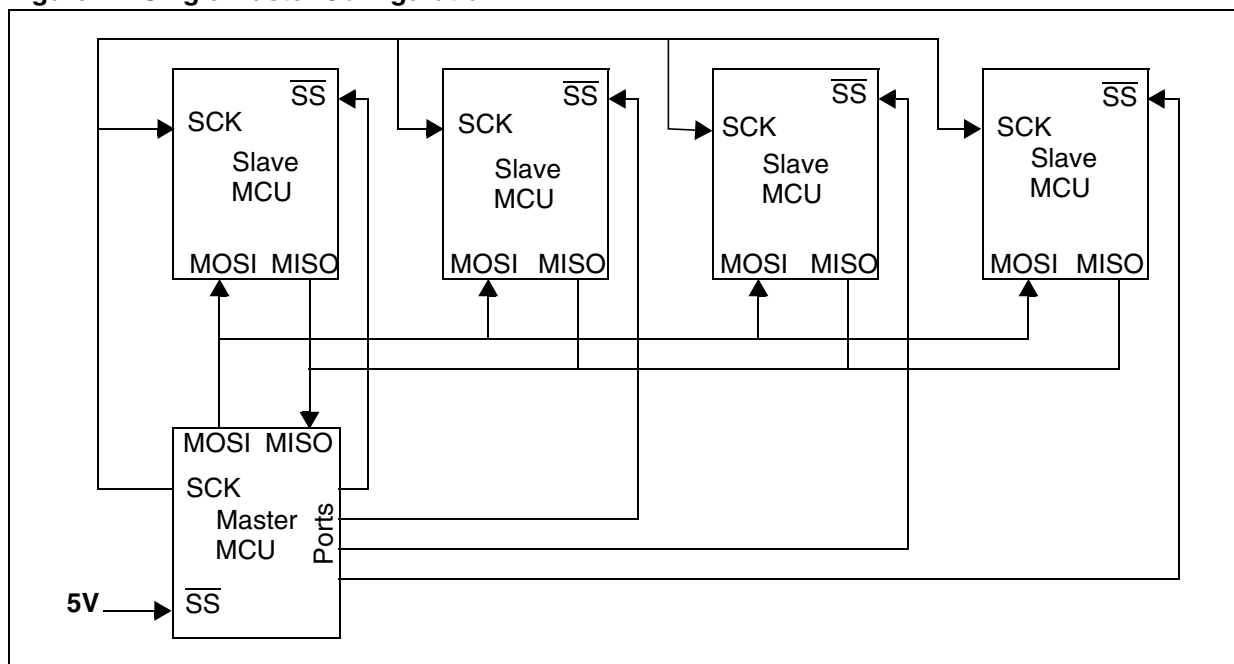 SS SS SS SS
SCK SCK SCK SCK
Slave Slave Slave Slave
MCU MCU MCU MCU
MOSI MISO MOSI MISO MOSI MISO MOSI MISO
MOSI MISO
SCK
Master
MCU
Ports
5V SS